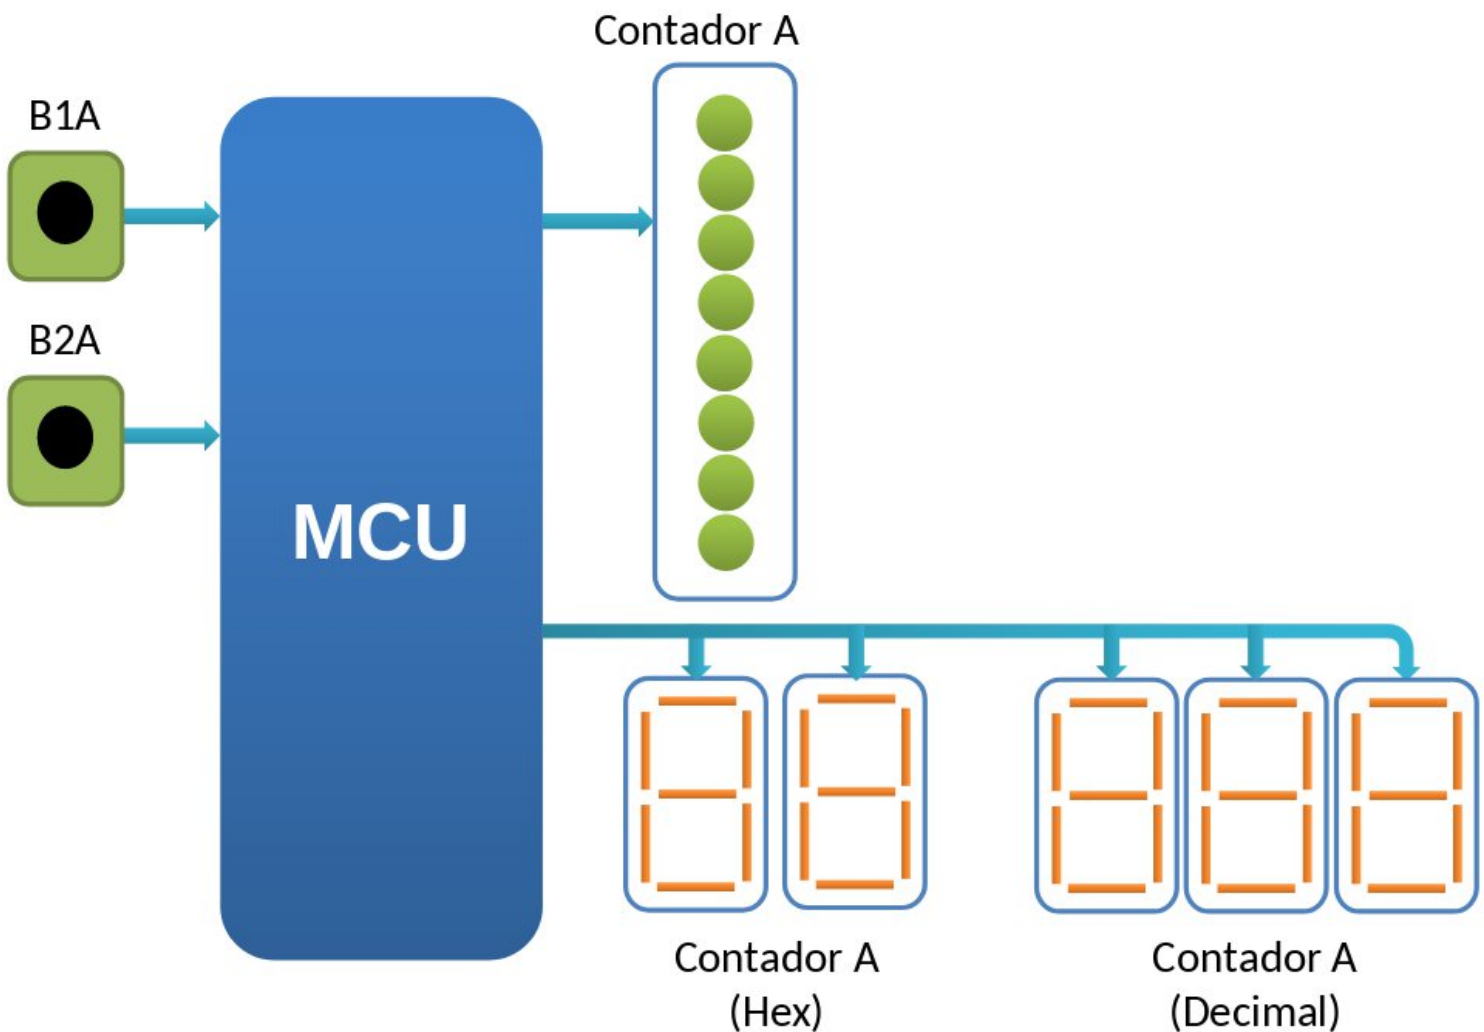 Contador A
B1A
B2A
MCU
Contador A
(Hex)
Contador A
(Decimal)